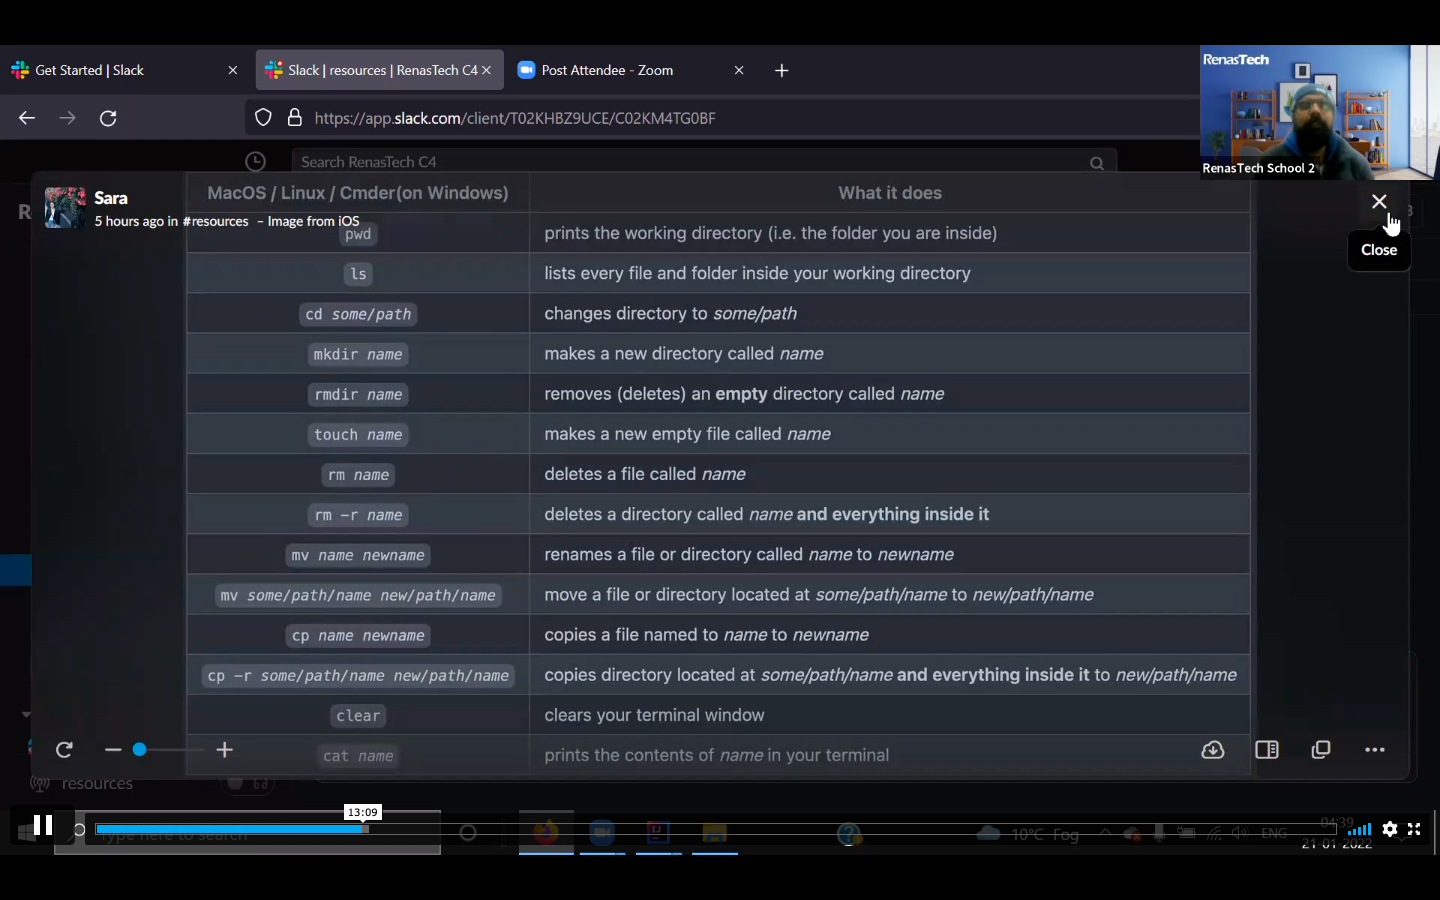 Get Started | Slack
Slack | resources | RenasTech C4
Post Attendee - Zoom
https://app.slack.com/client/T02KHBZ9UCE/C02KM4TG0BF
RenasTech
RenasTech School 2
Search RenasTech C4
Sara
5 hours ago in #resources - Image from iOS
Close
MacOS / Linux / Cmder(on Windows) What it does
pwd prints the working directory (i.e. the folder you are inside)
ls lists every file and folder inside your working directory
cd some/path changes directory to some/path
mkdir name makes a new directory called name
rmdir name removes (deletes) an empty directory called name
touch name makes a new empty file called name
rm name deletes a file called name
rm -r name deletes a directory called name and everything inside it
mv name newname renames a file or directory called name to newname
mv some/path/name new/path/name move a file or directory located at some/path/name to new/path/name
cp name newname copies a file named to name to newname
cp -r some/path/name new/path/name copies directory located at some/path/name and everything inside it to new/path/name
clear clears your terminal window
cat name prints the contents of name in your terminal
resources
13:09
Type here to search
10°C Fog
ENG
04:39
21-01-2022